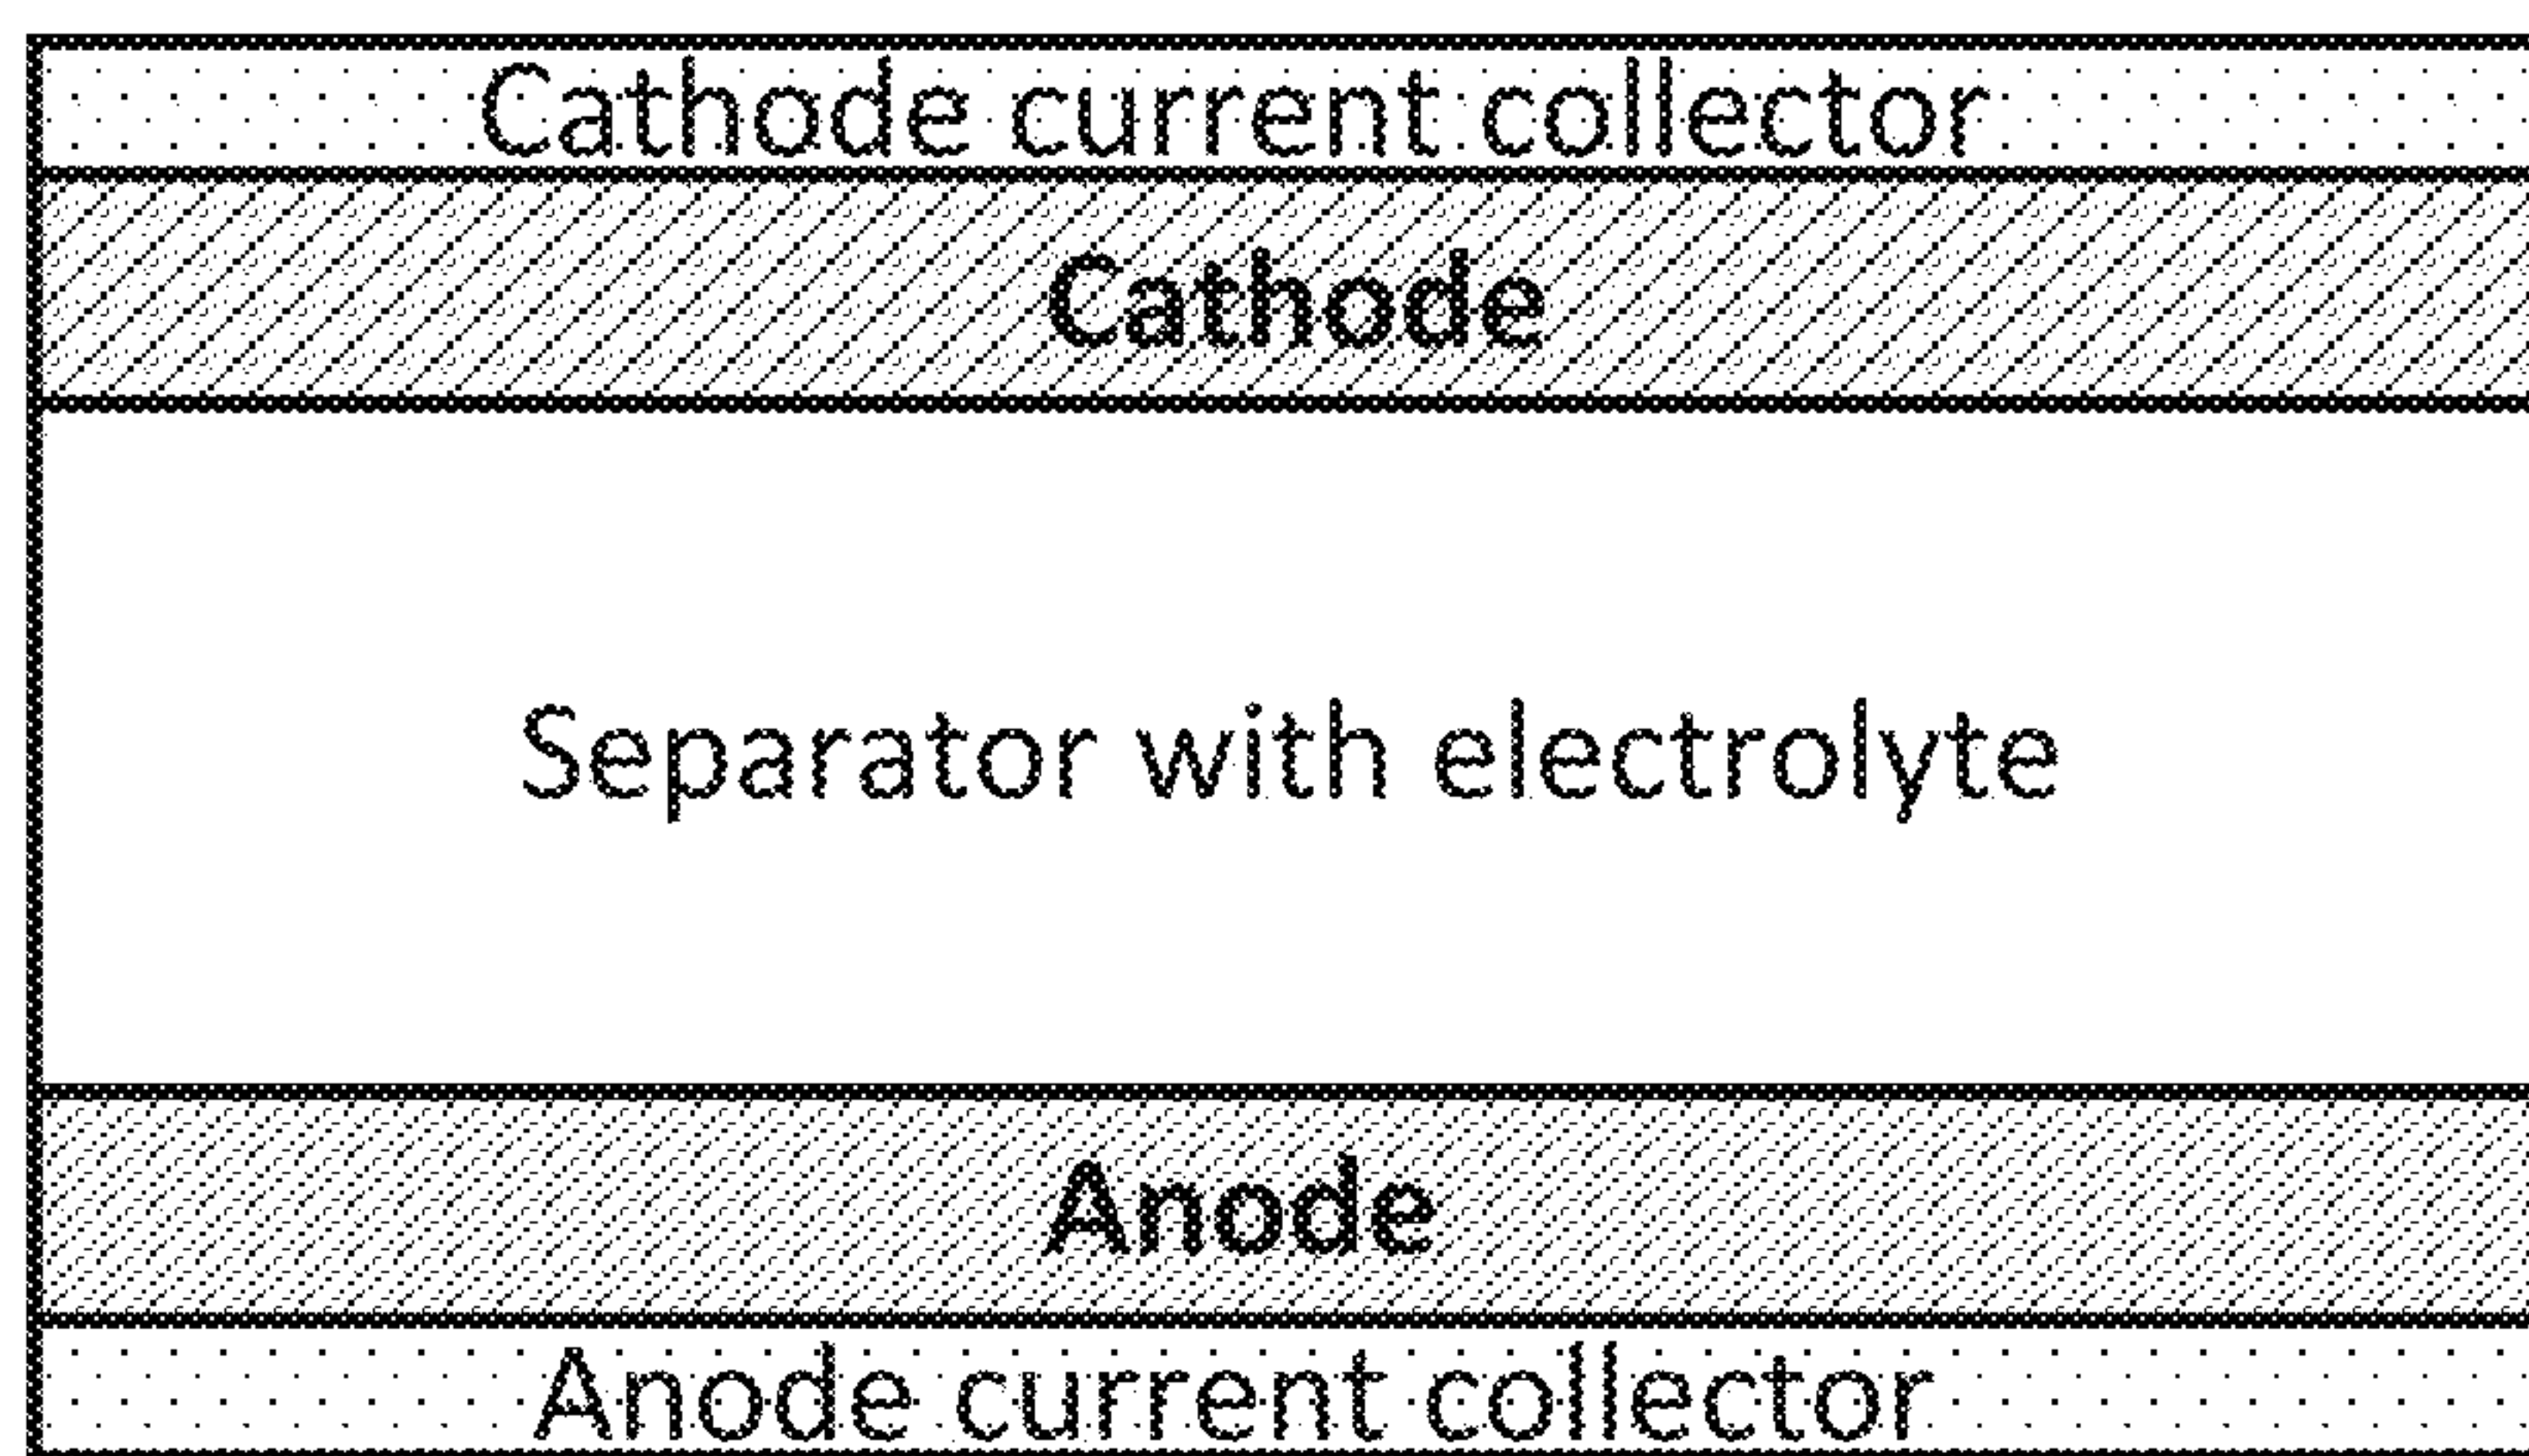 Cathode current collector
Cathode
Separator with electrolyte
Anode
Anode current collector